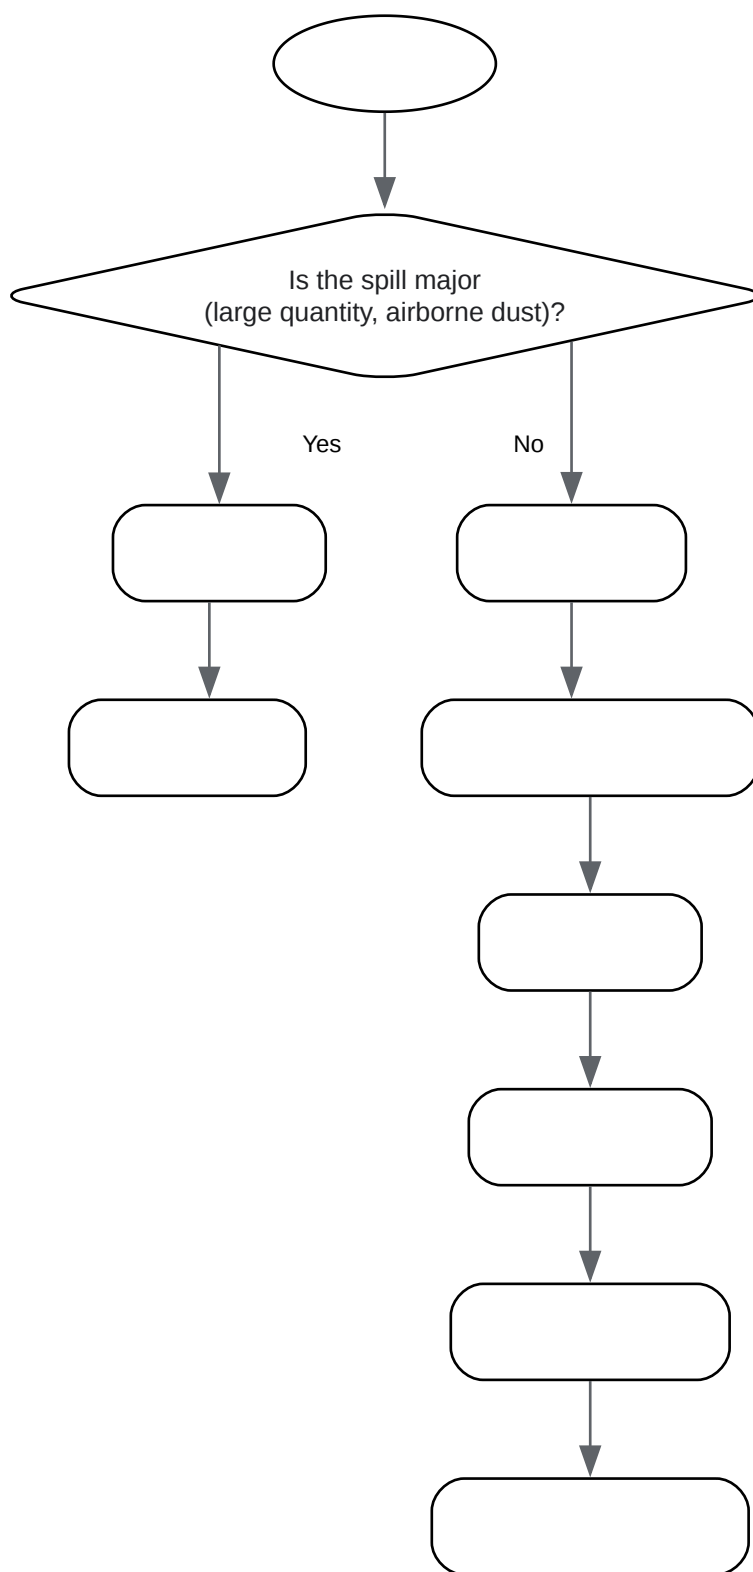 Is the spill major
(large quantity, airborne dust)?
Yes
No